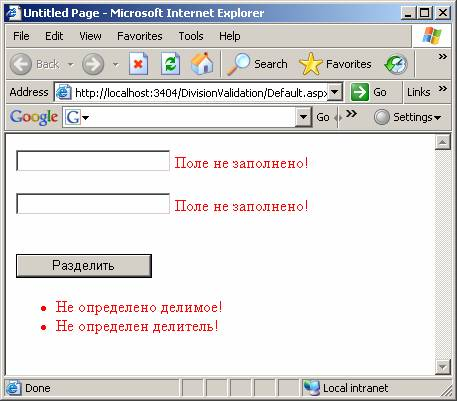 Untitled Page - Microsoft Internet Explorer
File Edit View Favorites Tools Help
Back Search Favorites »
Address http://localhost:3404/DivisionValidation/Default.aspx Go Links »
Google G Go » Settings
Поле не заполнено!
Поле не заполнено!
Разделить
Не определено делимое!
Не определен делитель!
Done Local intranet